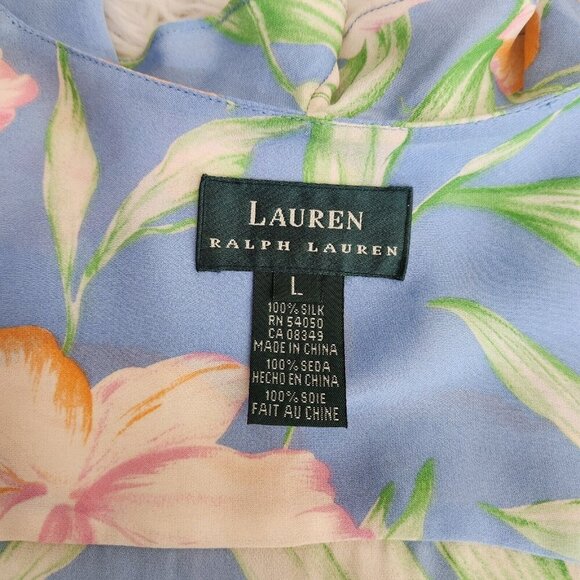 LAUREN
RALPH LAUREN
L
100% SILK
RN 54050
CA 08349
MADE IN CHINA
100% SEDA
HECHO EN CHINA
100% SOIE
FAIT AU CHINE